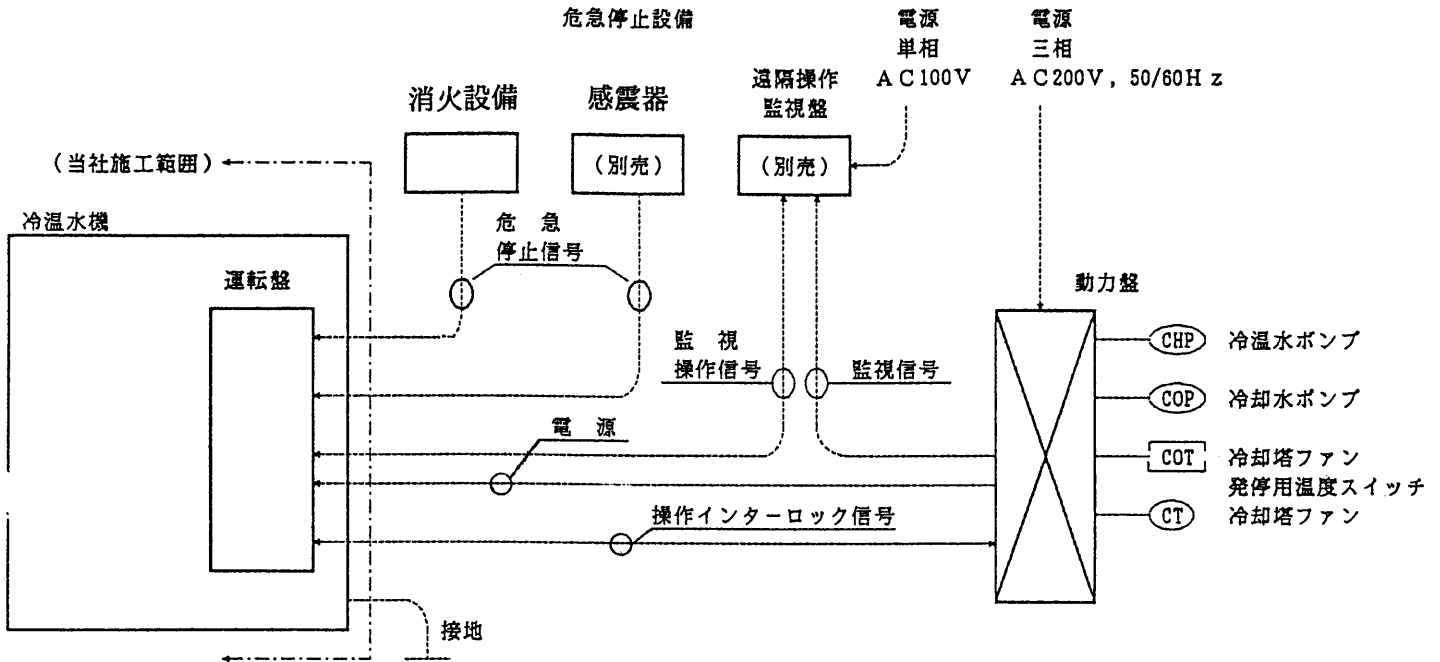 危急停止設備
電源
単相
AC100V
電源
三相
AC200V, 50/60Hz
消火設備
感震器
遠隔操作
監視盤
(別売)
(別売)
(当社施工範囲)
冷温水機
運転盤
危 急
停止信号
動力盤
監 視
操作信号
監視信号
CHP 冷温水ポンプ
COP 冷却水ポンプ
電 源
COT 冷却塔ファン
発停用温度スイッチ
CT 冷却塔ファン
操作インターロック信号
接地